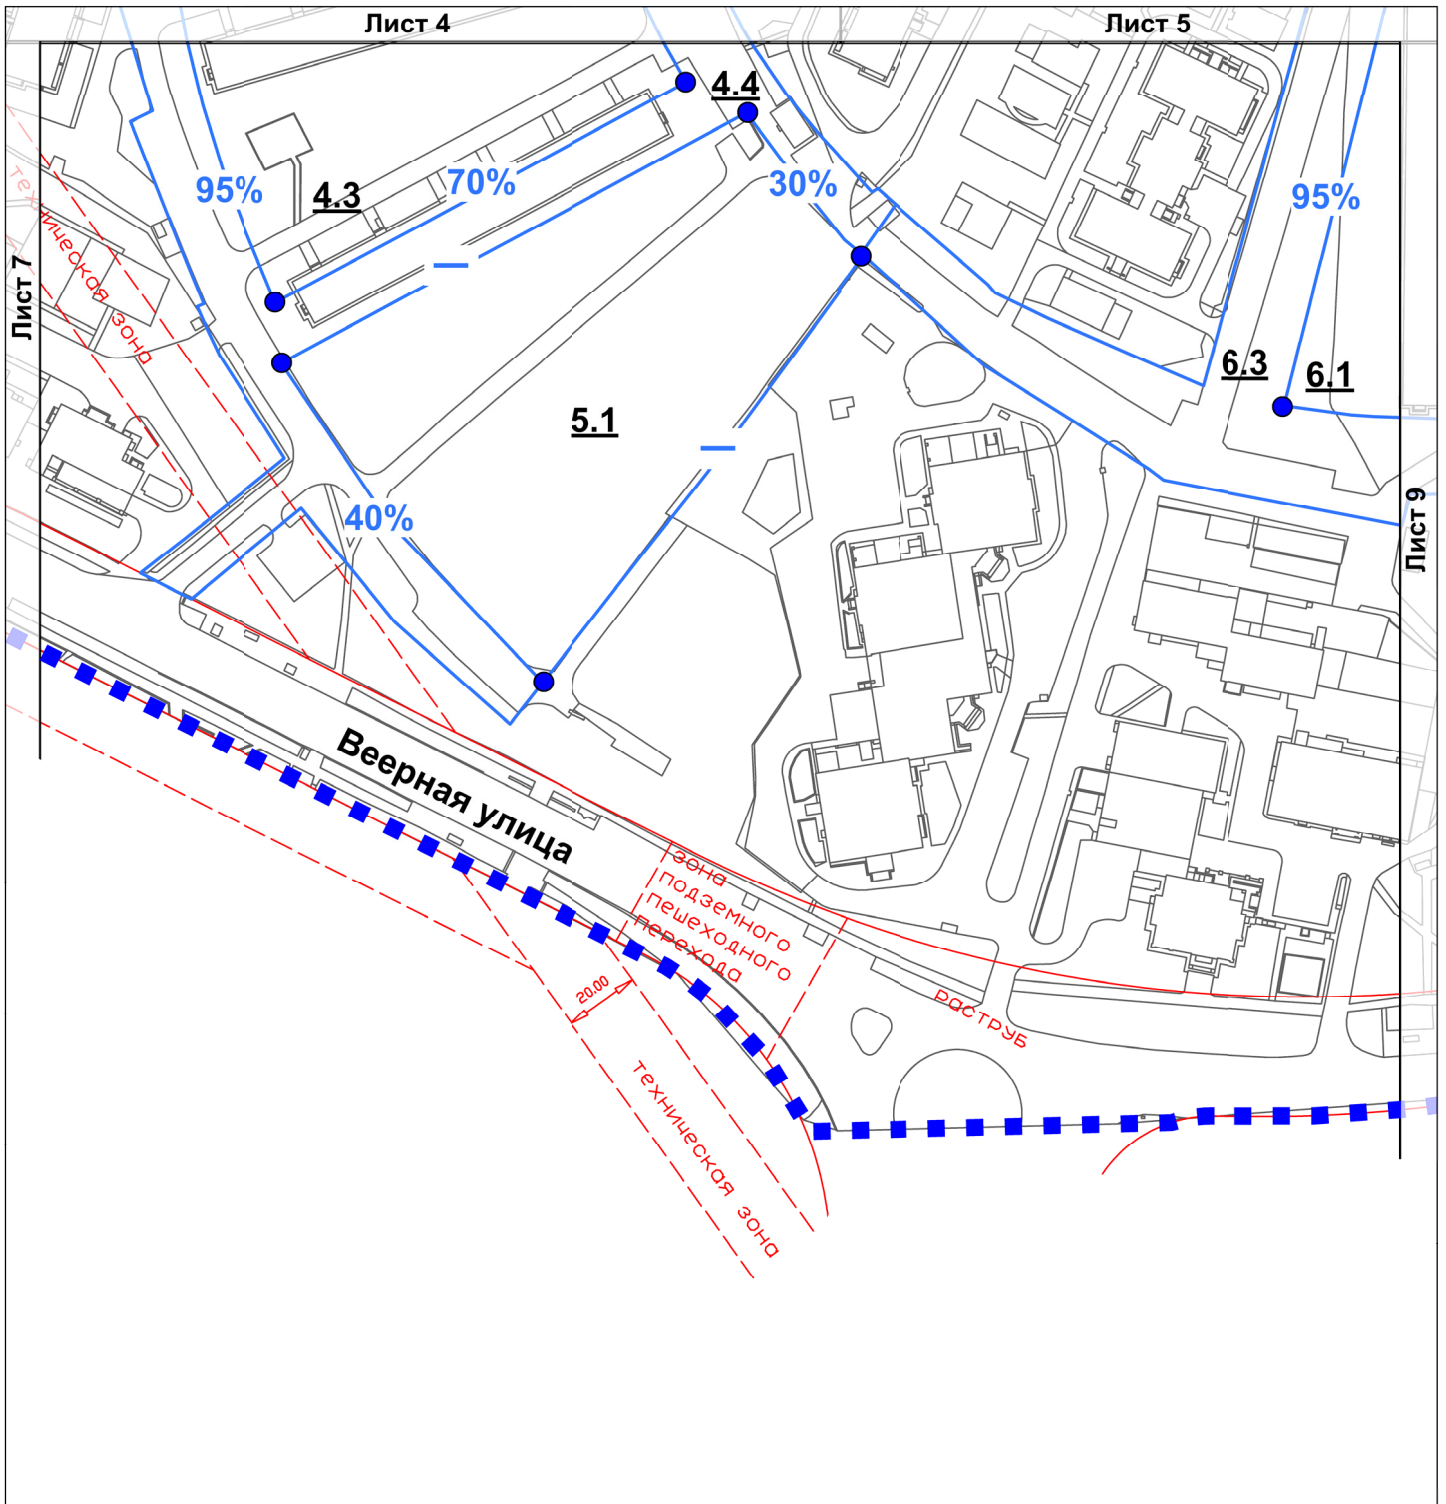 Лист 4
Лист 5
4.4
95%
70%
30%
95%
4.3
техническая зона
Лист 7
6.3
6.1
5.1
40%
Лист 9
Веерная улица
зона
подземного
пешеходного
перехода
20.00
раструб
техническая зона